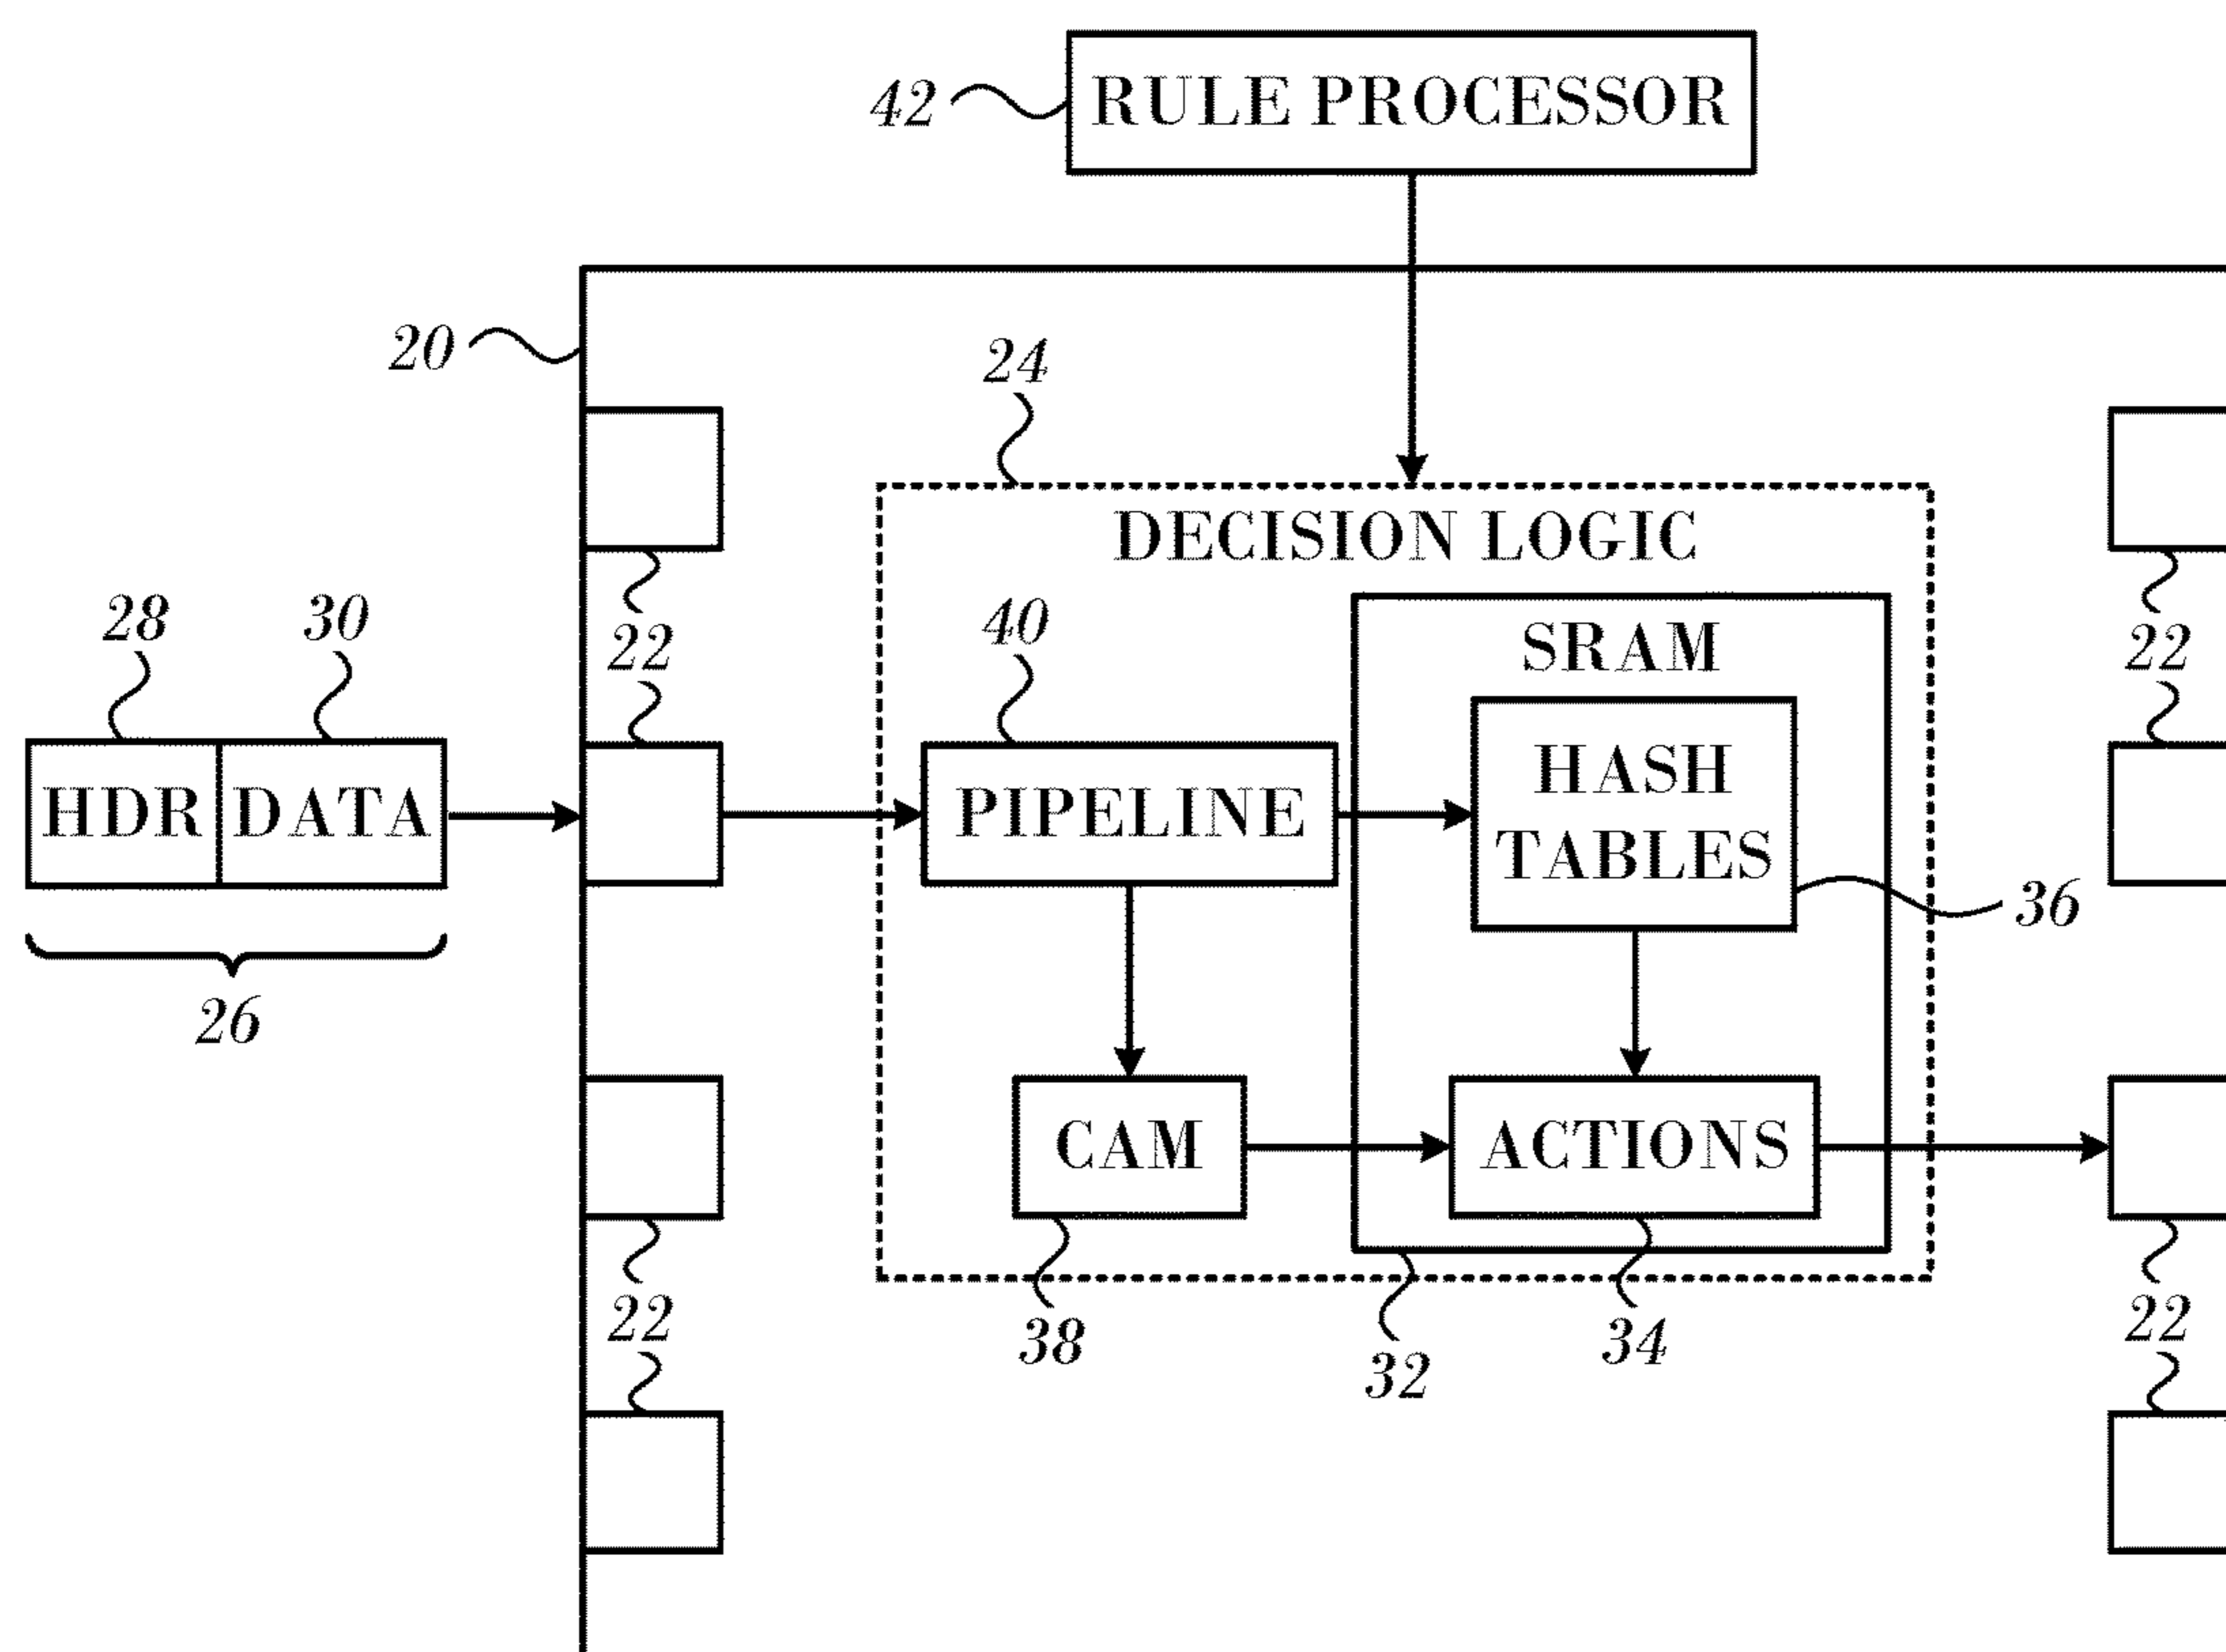 42
RULE PROCESSOR
20
24
DECISION LOGIC
28
30
22
40
SRAM
22
HDR
DATA
PIPELINE
HASH
TABLES
36
26
CAM
ACTIONS
22
38
32
34
22